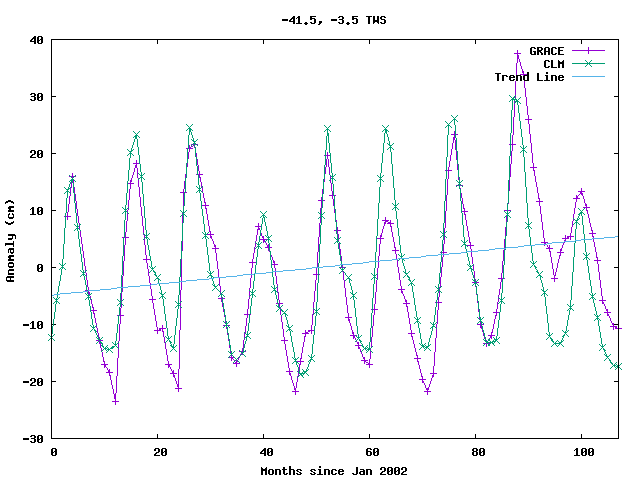 -41.5, -3.5 TWS
40
30
20
10
0
-10
-20
-30
Anomaly (cm)
GRACE
CLM
Trend Line
0 20 40 60 80 100
Months since Jan 2002